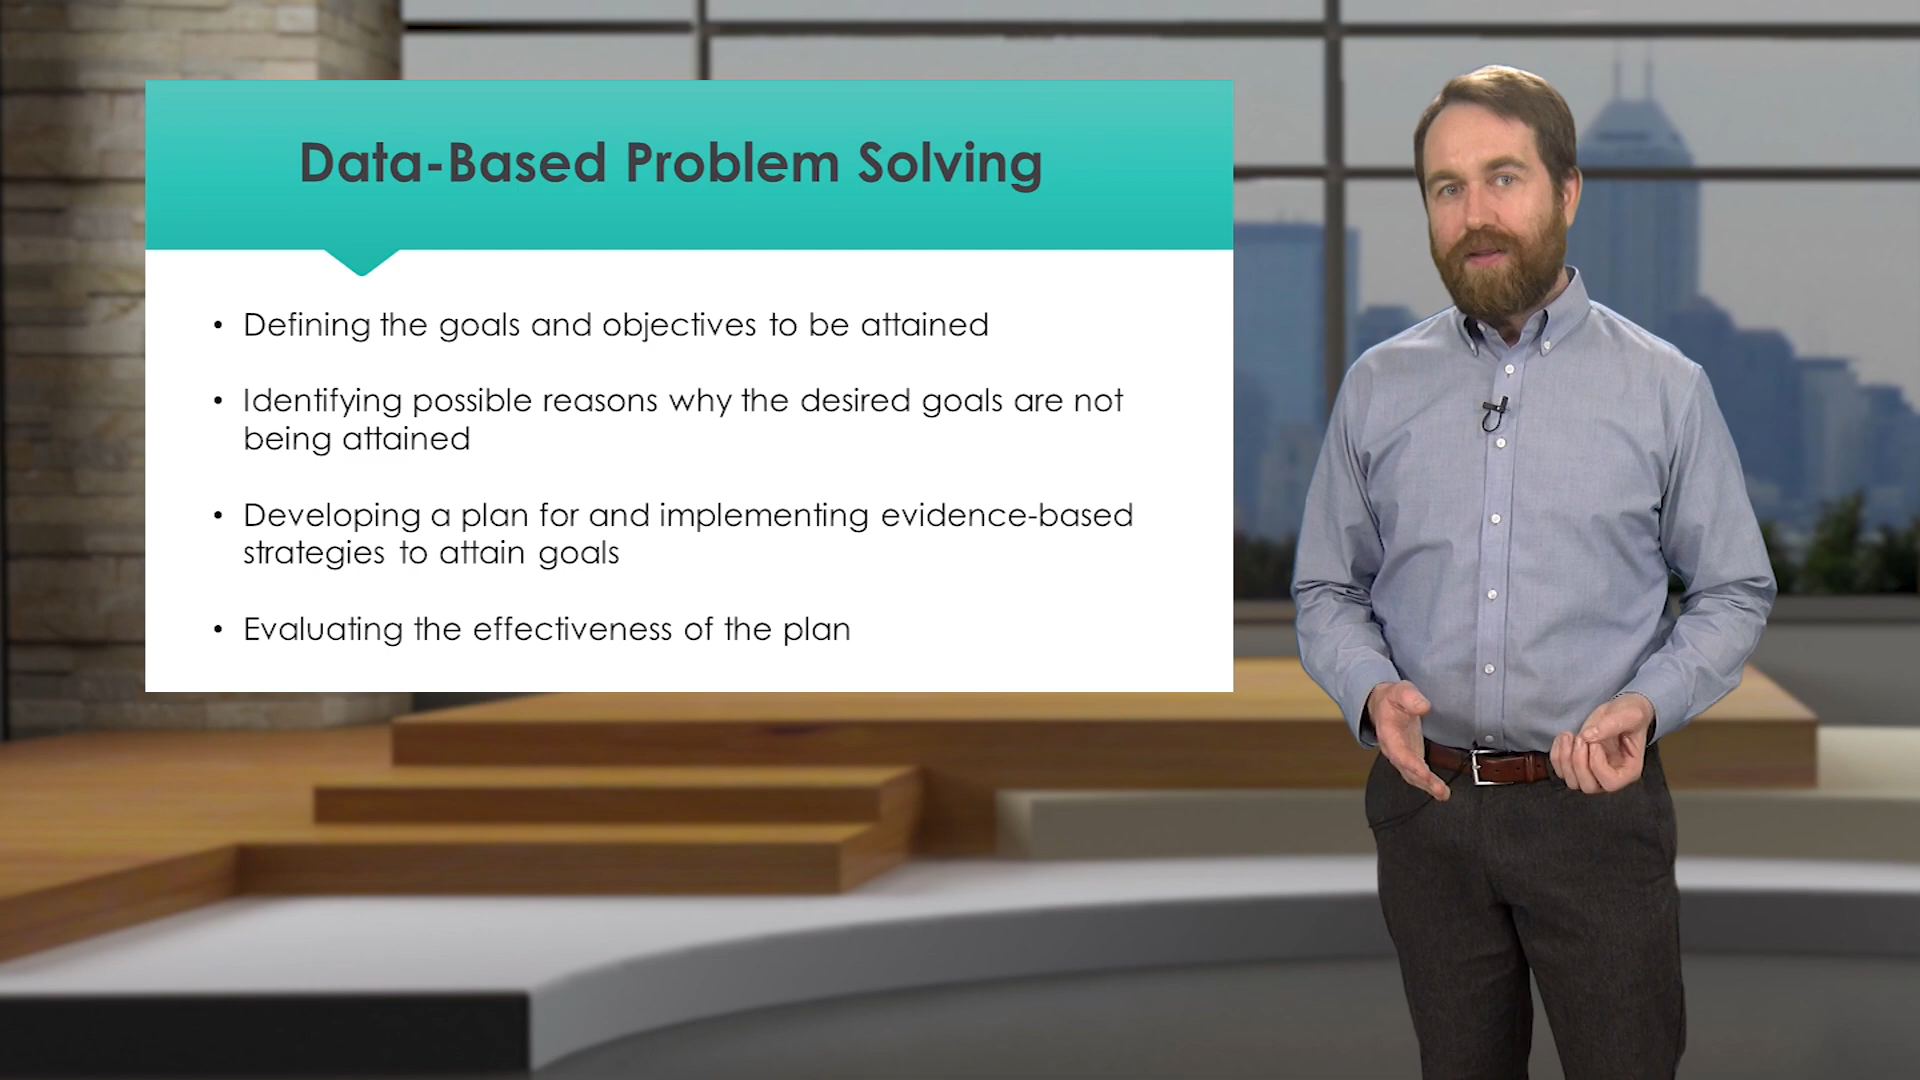 Data-Based Problem Solving
• Defining the goals and objectives to be attained
• Identifying possible reasons why the desired goals are not
being attained
• Developing a plan for and implementing evidence-based
strategies to attain goals
• Evaluating the effectiveness of the plan